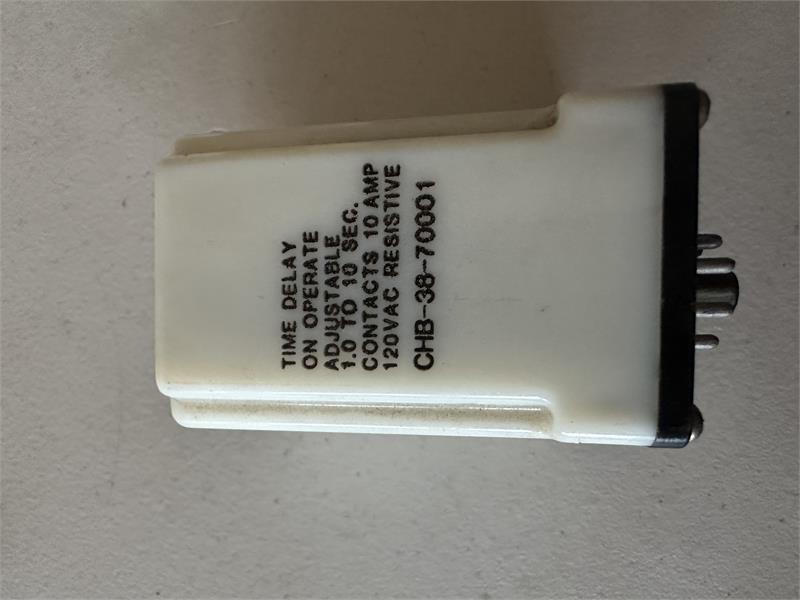 TIME DELAY
ON OPERATE
ADJUSTABLE
1.0 TO 10 SEC.
CONTACTS 10 AMP
120VAC RESISTIVE
CHB-38-70001